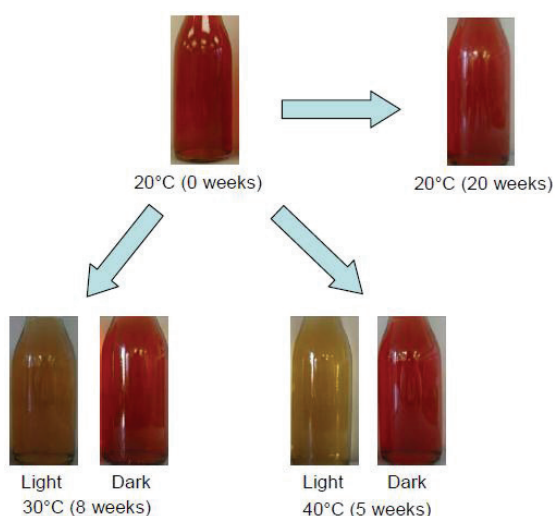 20°C (0 weeks)
20°C (20 weeks)
Light Dark
30°C (8 weeks)
Light Dark
40°C (5 weeks)